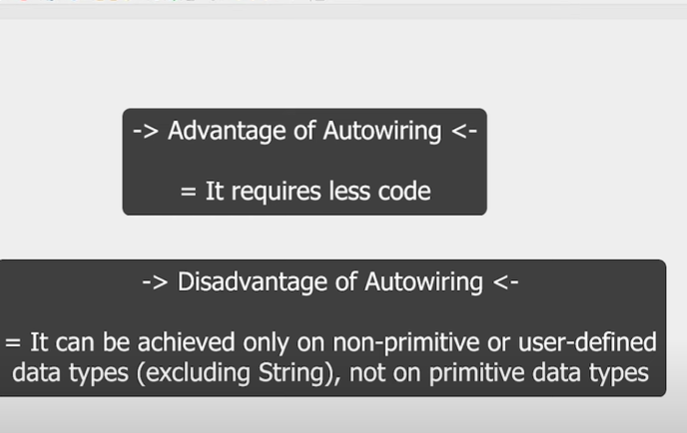 -> Advantage of Autowiring <-
= It requires less code
-> Disadvantage of Autowiring <-
= It can be achieved only on non-primitive or user-defined
data types (excluding String), not on primitive data types